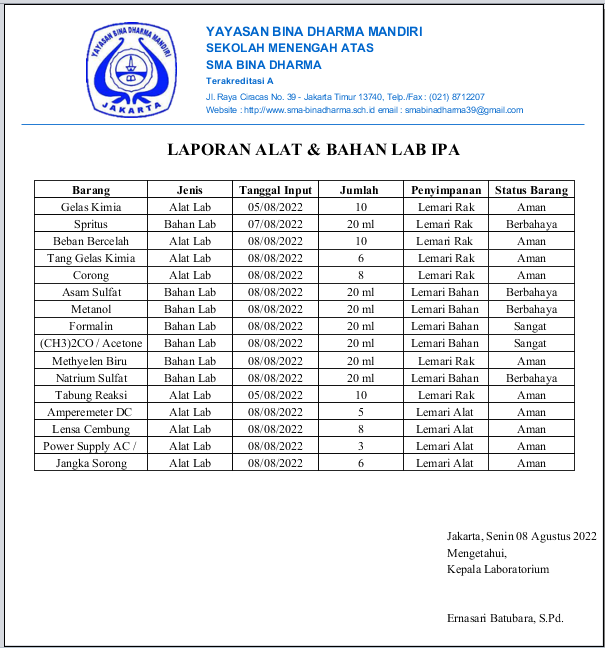 YAYASAN BINA DHARMA MANDIRI
JAKARTA
YAYASAN BINA DHARMA MANDIRI
SEKOLAH MENENGAH ATAS
SMA BINA DHARMA
Terakreditasi A
Jl. Raya Ciracas No. 39 - Jakarta Timur 13740, Telp./Fax : (021) 8712207
Website : http://www.sma-binadharma.sch.id email : smabinadharma39@gmail.com
LAPORAN ALAT & BAHAN LAB IPA
Barang Jenis Tanggal Input Jumlah Penyimpanan Status Barang
Gelas Kimia Alat Lab 05/08/2022 10 Lemari Rak Aman
Spritus Bahan Lab 07/08/2022 20 ml Lemari Rak Berbahaya
Beban Bercelah Alat Lab 08/08/2022 10 Lemari Rak Aman
Tang Gelas Kimia Alat Lab 08/08/2022 6 Lemari Rak Aman
Corong Alat Lab 08/08/2022 8 Lemari Rak Aman
Asam Sulfat Bahan Lab 08/08/2022 20 ml Lemari Bahan Berbahaya
Metanol Bahan Lab 08/08/2022 20 ml Lemari Bahan Berbahaya
Formalin Bahan Lab 08/08/2022 20 ml Lemari Bahan Sangat
(CH3)2CO / Acetone Bahan Lab 08/08/2022 20 ml Lemari Bahan Sangat
Methyelen Biru Bahan Lab 08/08/2022 20 ml Lemari Rak Aman
Natrium Sulfat Bahan Lab 08/08/2022 20 ml Lemari Bahan Berbahaya
Tabung Reaksi Alat Lab 05/08/2022 10 Lemari Rak Aman
Amperemeter DC Alat Lab 08/08/2022 5 Lemari Alat Aman
Lensa Cembung Alat Lab 08/08/2022 8 Lemari Alat Aman
Power Supply AC / Alat Lab 08/08/2022 3 Lemari Alat Aman
Jangka Sorong Alat Lab 08/08/2022 6 Lemari Alat Aman
Jakarta, Senin 08 Agustus 2022
Mengetahui,
Kepala Laboratorium
Ernasari Batubara, S.Pd.